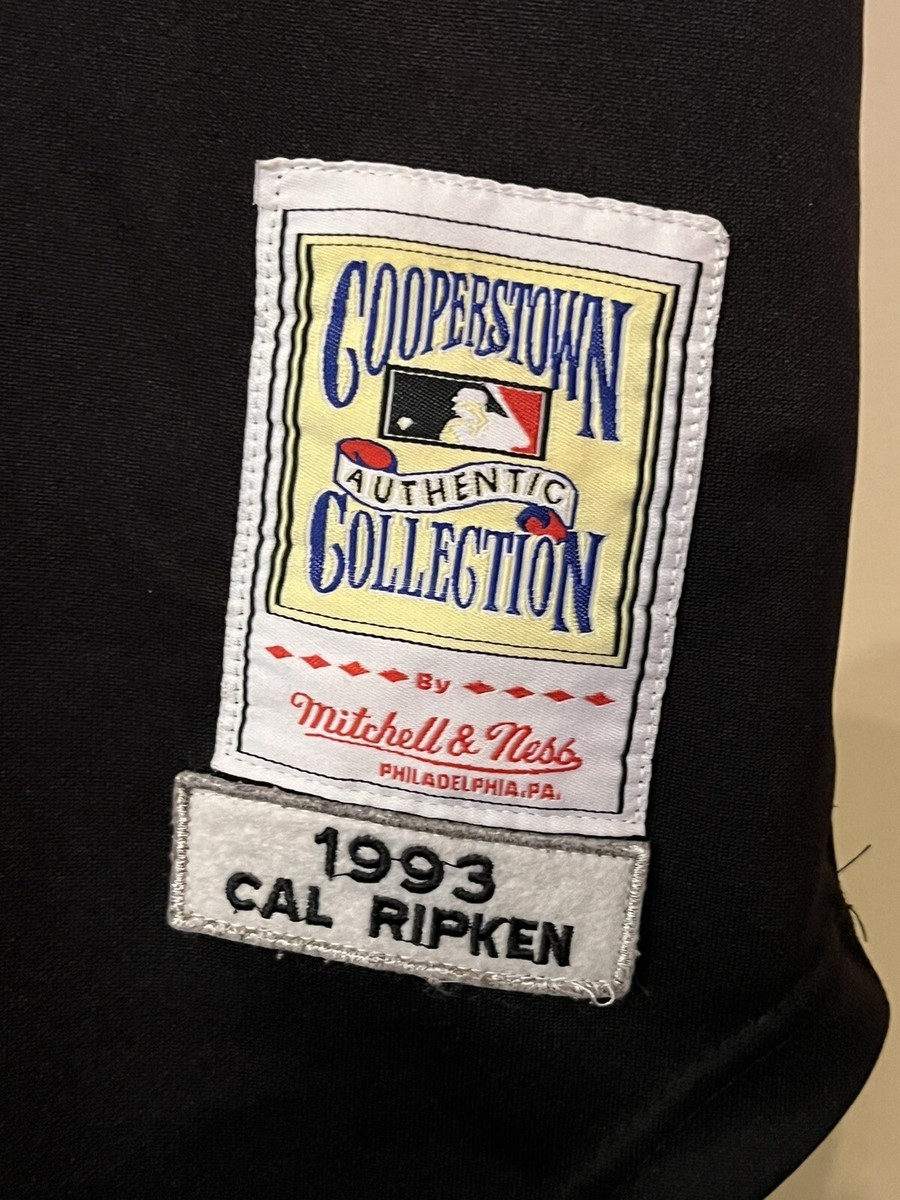 COOPERSTOWN
AUTHENTIC
COLLECTION
By
Mitchell & Ness
PHILADELPHIA.PA.
1993
CAL RIPKEN